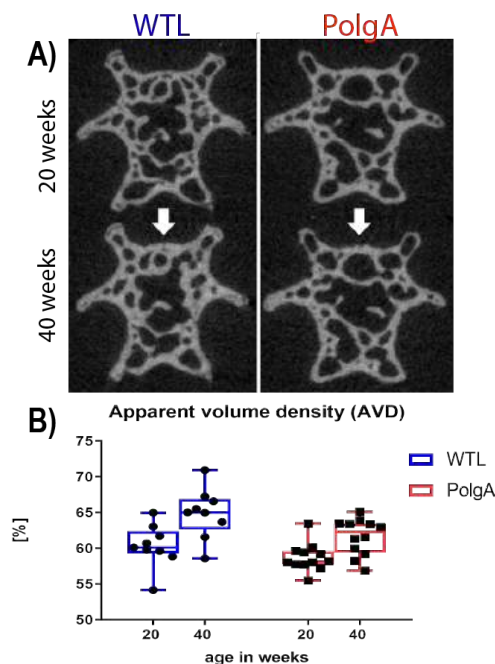 WTL PolgA
A)
20 weeks
40 weeks
B)
Apparent volume density (AVD)
75
70
65
60
55
50
[%]
20 40 20 40
age in weeks
WTL
PolgA